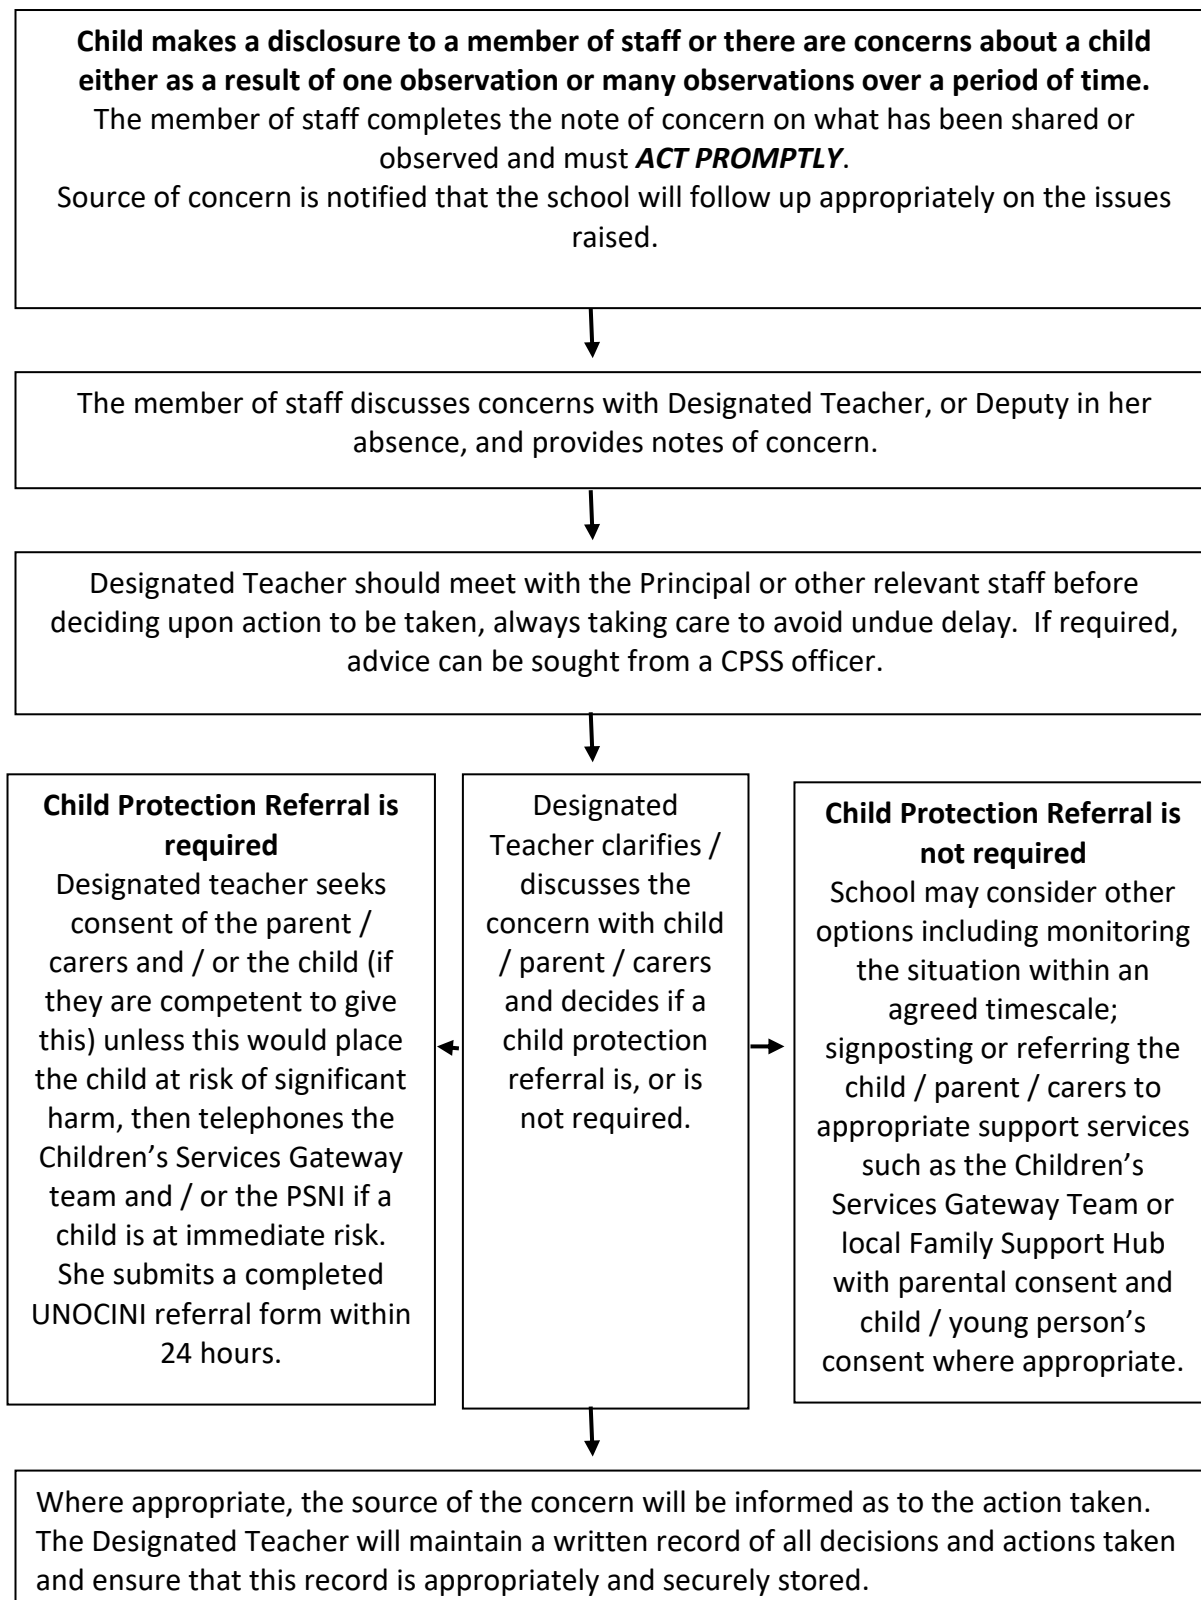 Child makes a disclosure to a member of staff or there are concerns about a child
either as a result of one observation or many observations over a period of time.
The member of staff completes the note of concern on what has been shared or
observed and must ACT PROMPTLY.
Source of concern is notified that the school will follow up appropriately on the issues
raised.
The member of staff discusses concerns with Designated Teacher, or Deputy in her
absence, and provides notes of concern.
Designated Teacher should meet with the Principal or other relevant staff before
deciding upon action to be taken, always taking care to avoid undue delay.  If required,
advice can be sought from a CPSS officer.
Child Protection Referral is
required
Designated teacher seeks
consent of the parent /
carers and / or the child (if
they are competent to give
this) unless this would place
the child at risk of significant
harm, then telephones the
Children’s Services Gateway
team and / or the PSNI if a
child is at immediate risk.
She submits a completed
UNOCINI referral form within
24 hours.
Designated
Teacher clarifies /
discusses the
concern with child
/ parent / carers
and decides if a
child protection
referral is, or is
not required.
Child Protection Referral is
not required
School may consider other
options including monitoring
the situation within an
agreed timescale;
signposting or referring the
child / parent / carers to
appropriate support services
such as the Children’s
Services Gateway Team or
local Family Support Hub
with parental consent and
child / young person’s
consent where appropriate.
Where appropriate, the source of the concern will be informed as to the action taken.
The Designated Teacher will maintain a written record of all decisions and actions taken
and ensure that this record is appropriately and securely stored.